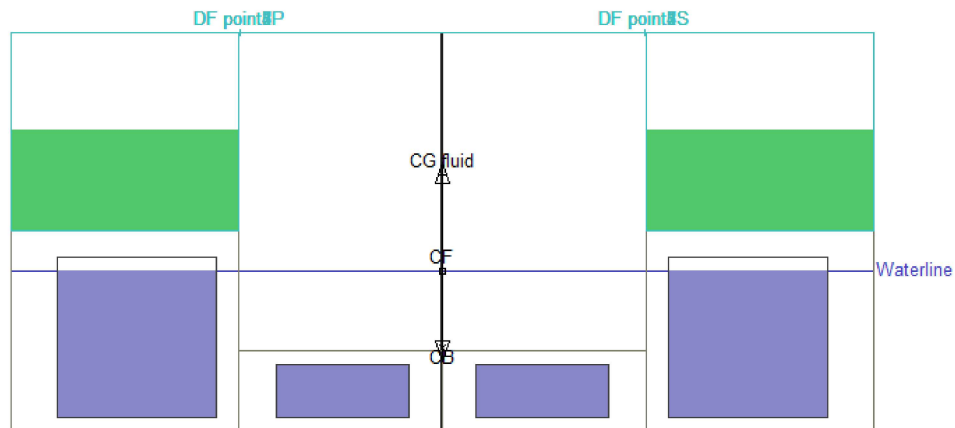 DF point P
DF point S
CG fluid
CF
Waterline
CB